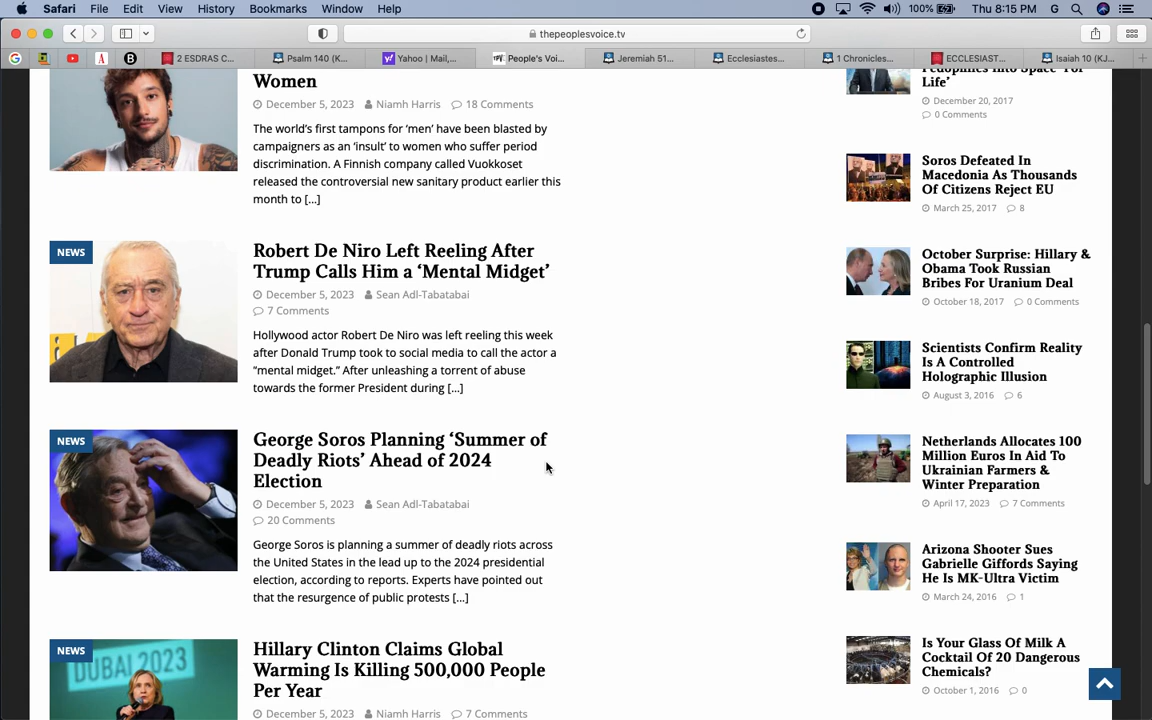 Safari File Edit View History Bookmarks Window Help
100% Thu 8:15 PM G
thepeoplesvoice.tv
2 ESDRAS C... Psalm 140 (K... Yahoo | Mail,... People's Voi... Jeremiah 51... Ecclesiastes... 1 Chronicles... ECCLESIAST... Isaiah 10 (KJ...
Women
December 5, 2023 Niamh Harris 18 Comments
The world's first tampons for 'men' have been blasted by
campaigners as an 'insult' to women who suffer period
discrimination. A Finnish company called Vuokkoset
released the controversial new sanitary product earlier this
month to [...]
NEWS
Robert De Niro Left Reeling After
Trump Calls Him a 'Mental Midget'
December 5, 2023 Sean Adl-Tabatabai
7 Comments
Hollywood actor Robert De Niro was left reeling this week
after Donald Trump took to social media to call the actor a
"mental midget." After unleashing a torrent of abuse
towards the former President during [...]
NEWS
George Soros Planning 'Summer of
Deadly Riots' Ahead of 2024
Election
December 5, 2023 Sean Adl-Tabatabai
20 Comments
George Soros is planning a summer of deadly riots across
the United States in the lead up to the 2024 presidential
election, according to reports. Experts have pointed out
that the resurgence of public protests [...]
NEWS
DUBAI 2023
Hillary Clinton Claims Global
Warming Is Killing 500,000 People
Per Year
December 5, 2023 Niamh Harris 7 Comments
Pedophiles Into Space 'For
Life'
December 20, 2017
0 Comments
Soros Defeated In
Macedonia As Thousands
Of Citizens Reject EU
March 25, 2017 8
October Surprise: Hillary &
Obama Took Russian
Bribes For Uranium Deal
October 18, 2017 0 Comments
Scientists Confirm Reality
Is A Controlled
Holographic Illusion
August 3, 2016 6
Netherlands Allocates 100
Million Euros In Aid To
Ukrainian Farmers &
Winter Preparation
April 17, 2023 7 Comments
Arizona Shooter Sues
Gabrielle Giffords Saying
He Is MK-Ultra Victim
March 24, 2016 1
Is Your Glass Of Milk A
Cocktail Of 20 Dangerous
Chemicals?
October 1, 2016 0